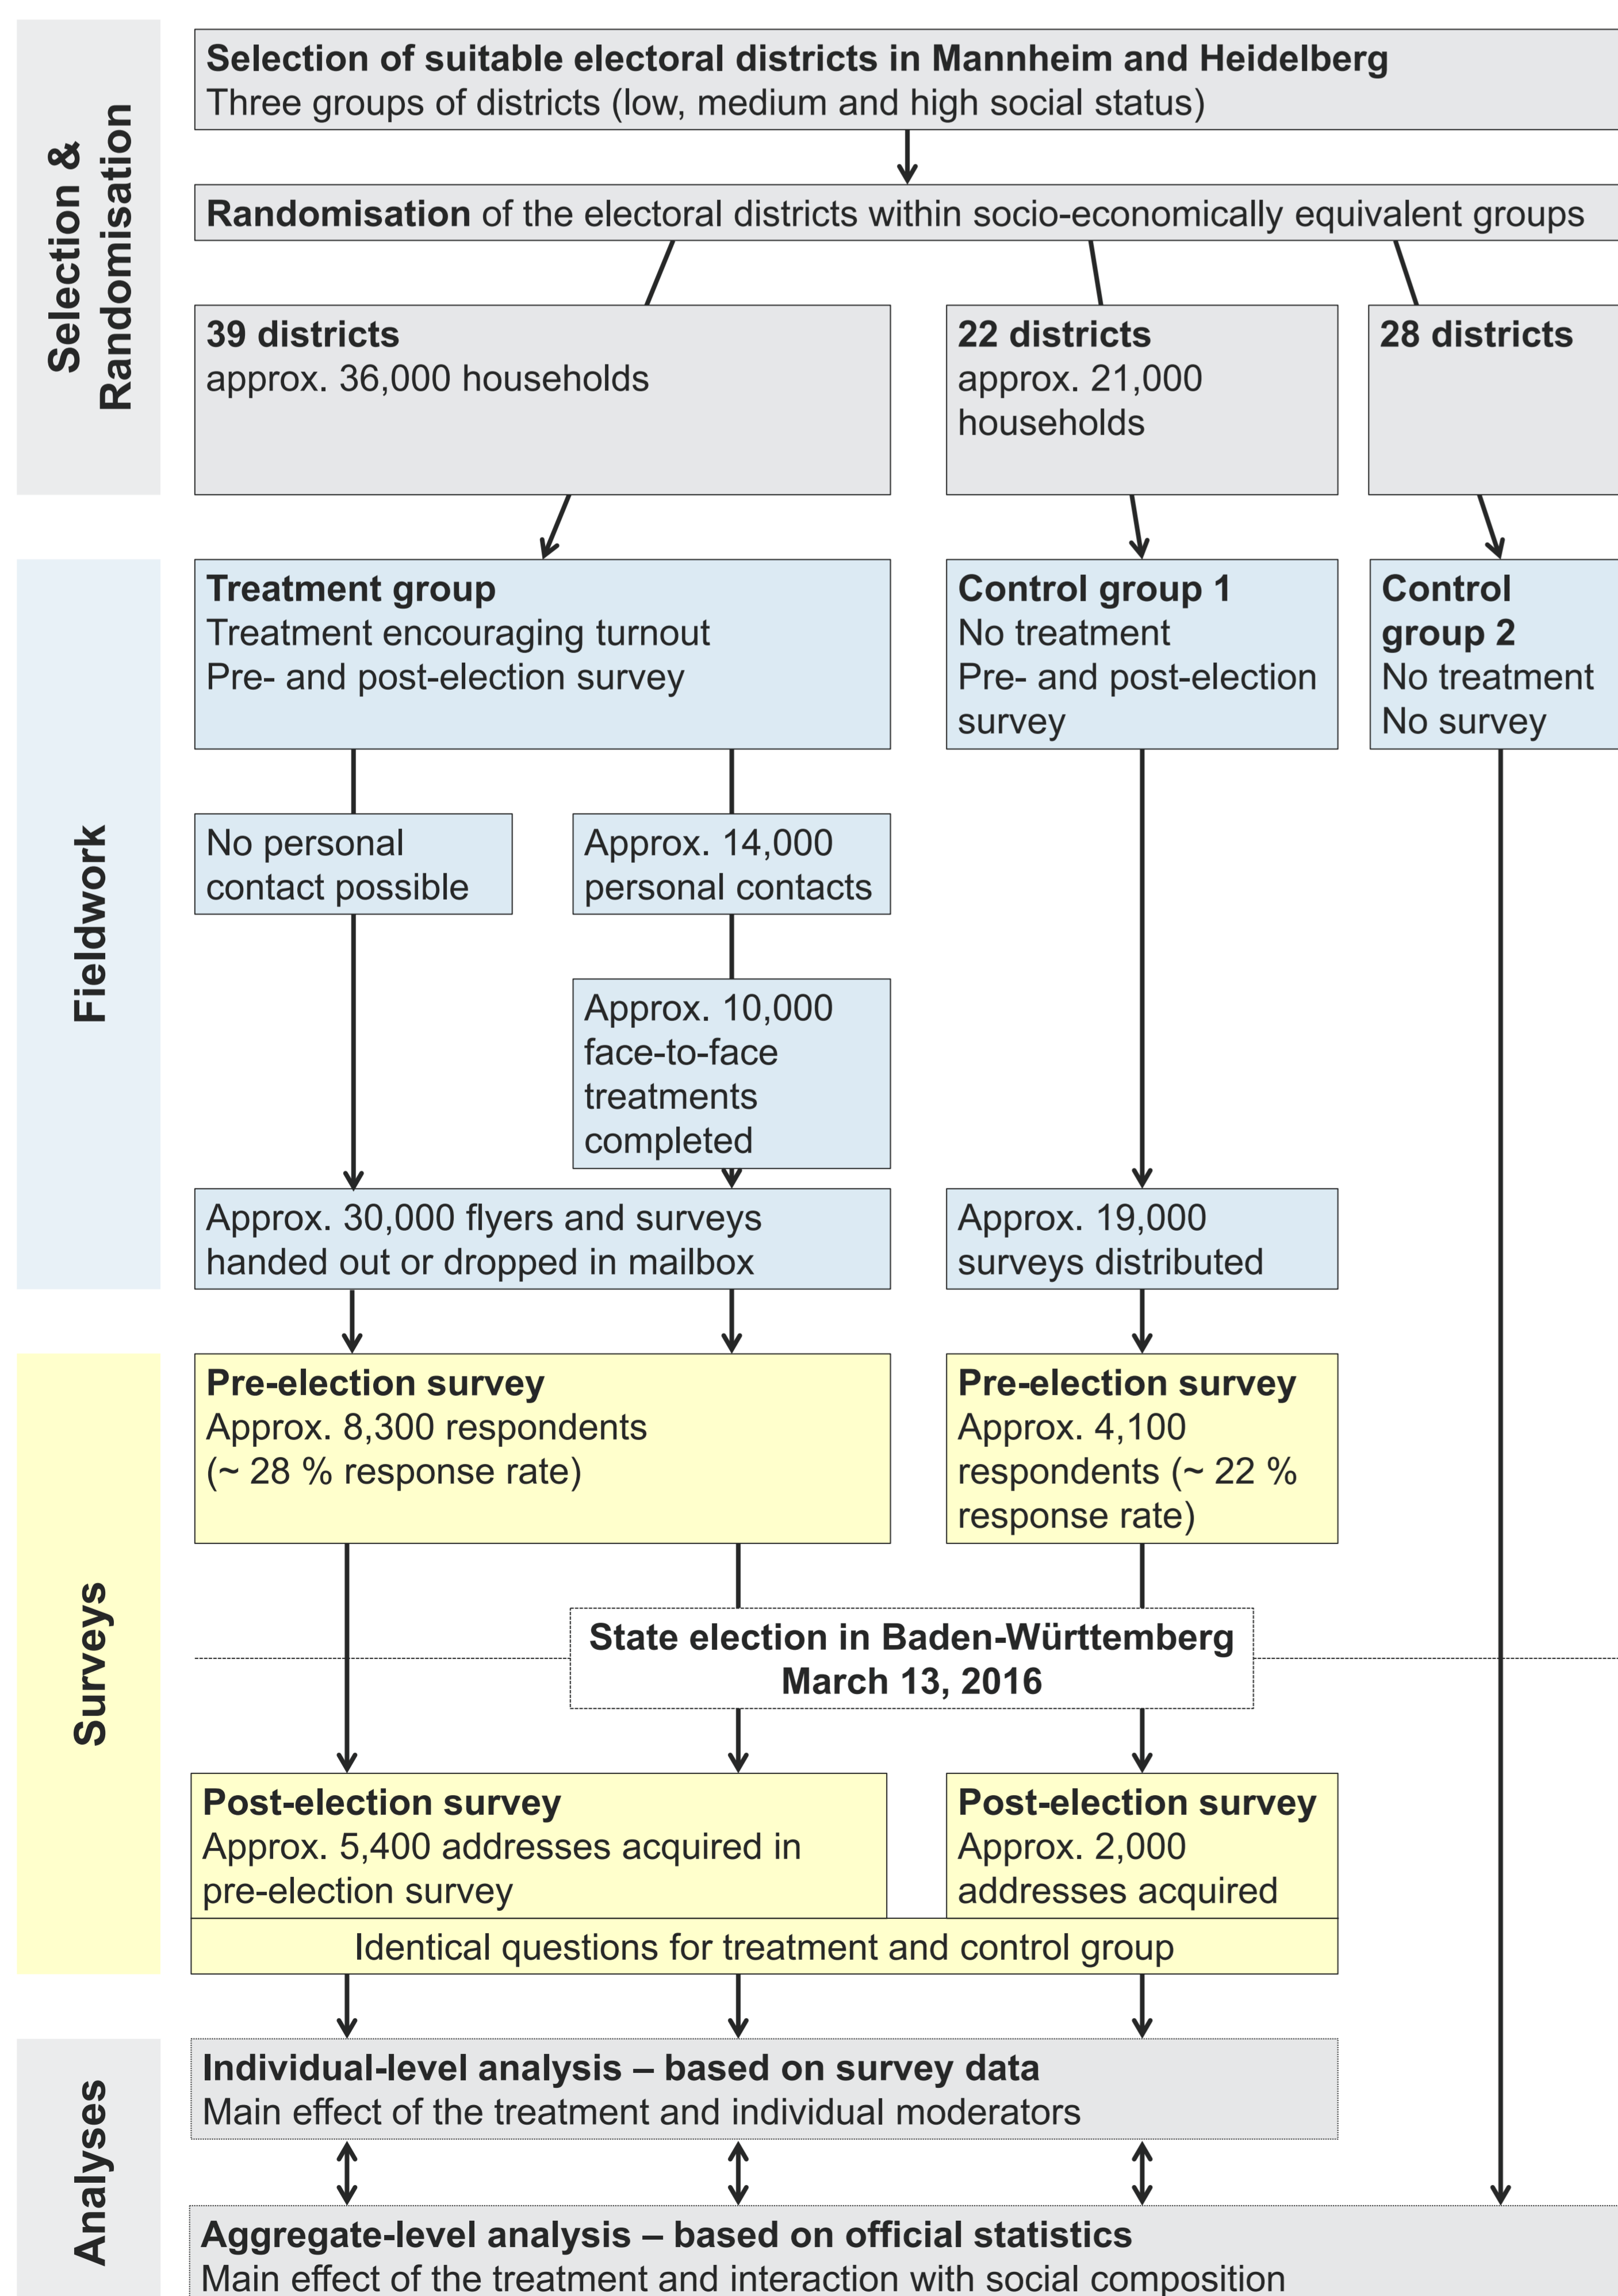 Selection &
Randomisation
Selection of suitable electoral districts in Mannheim and Heidelberg
Three groups of districts (low, medium and high social status)
Randomisation of the electoral districts within socio-economically equivalent groups
39 districts
approx. 36,000 households
22 districts
approx. 21,000
households
28 districts
Fieldwork
Treatment group
Treatment encouraging turnout
Pre- and post-election survey
Control group 1
No treatment
Pre- and post-election
survey
Control
group 2
No treatment
No survey
No personal
contact possible
Approx. 14,000
personal contacts
Approx. 10,000
face-to-face
treatments
completed
Approx. 30,000 flyers and surveys
handed out or dropped in mailbox
Approx. 19,000
surveys distributed
Surveys
Pre-election survey
Approx. 8,300 respondents
(~ 28 % response rate)
Pre-election survey
Approx. 4,100
respondents (~ 22 %
response rate)
State election in Baden-Württemberg
March 13, 2016
Post-election survey
Approx. 5,400 addresses acquired in
pre-election survey
Post-election survey
Approx. 2,000
addresses acquired
Identical questions for treatment and control group
Analyses
Individual-level analysis – based on survey data
Main effect of the treatment and individual moderators
Aggregate-level analysis – based on official statistics
Main effect of the treatment and interaction with social composition